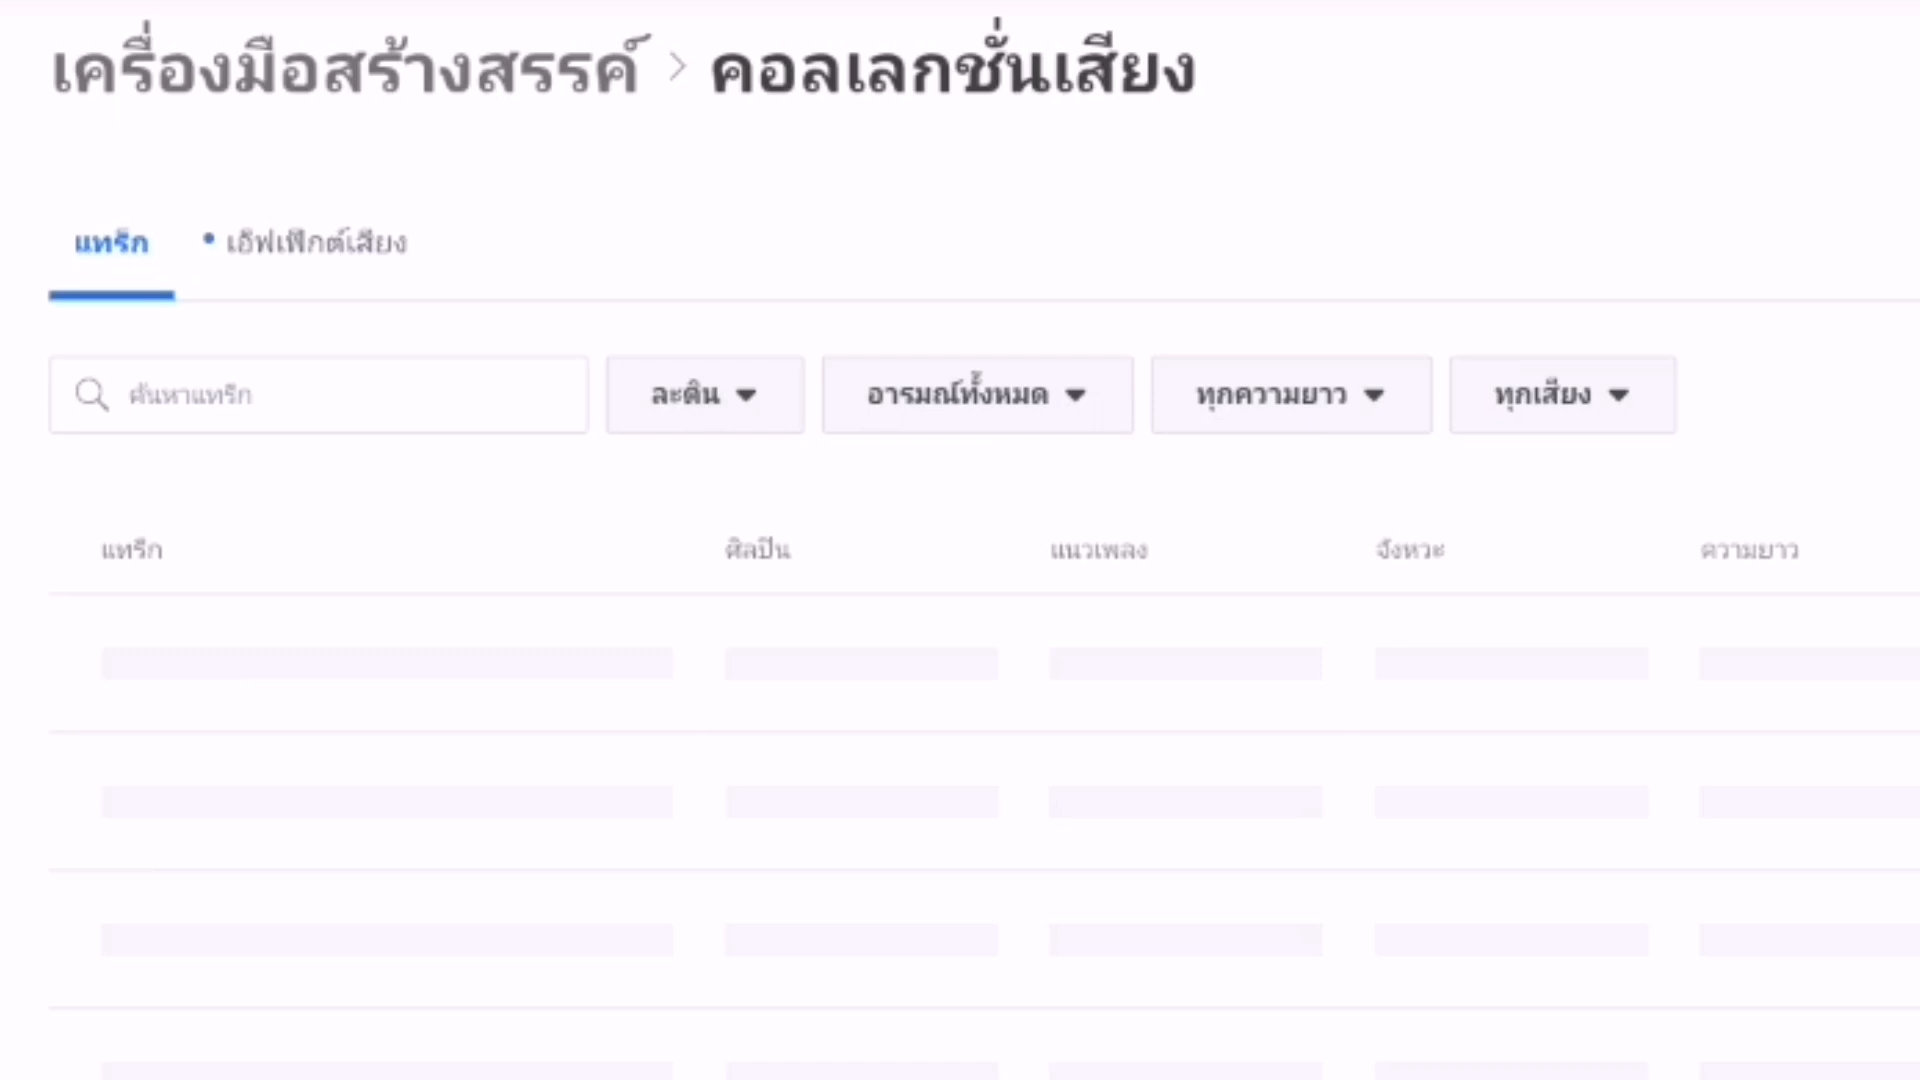 เครื่องมือสร้างสรรค์ > คอลเลกชั่นเสียง
แทร็ก • เอ็ฟเฟ็กต์เสียง
ค้นหาแทร็ก ละติน อารมณ์ทั้งหมด ทุกความยาว ทุกเสียง
แทร็ก ศิลปิน แนวเพลง จังหวะ ความยาว